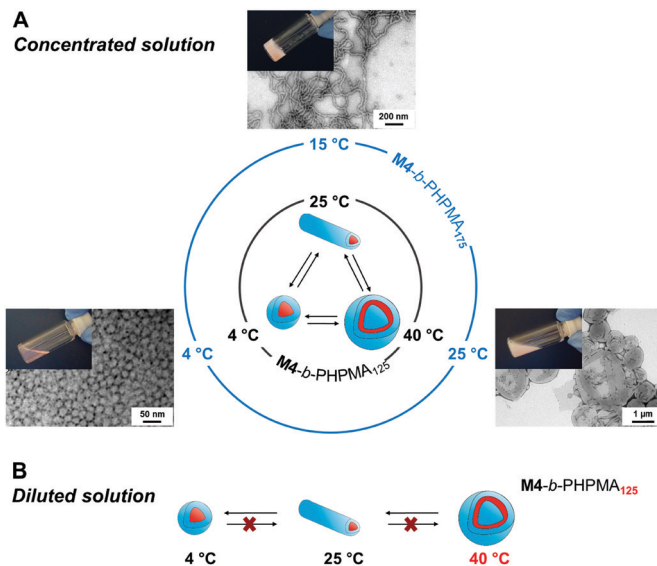 A
Concentrated solution
200 nm
15 °C
M4-b-PHPMA175
25 °C
4 °C
40 °C
M4-b-PHPMA125
4 °C
25 °C
50 nm
1 µm
B
Diluted solution
M4-b-PHPMA125
4 °C
25 °C
40 °C